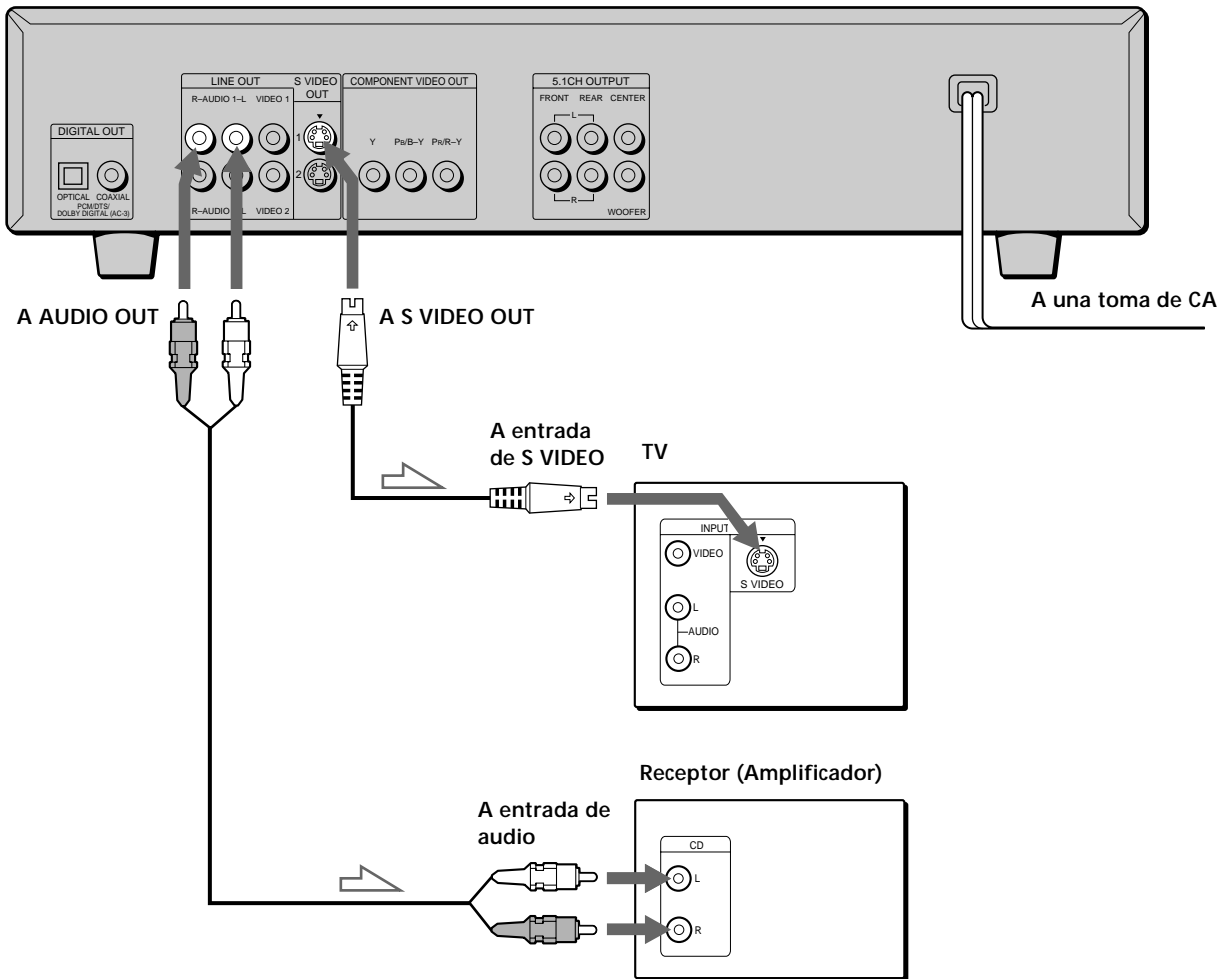 LINE OUT
S VIDEO
OUT
COMPONENT VIDEO OUT
5.1CH OUTPUT
R–AUDIO 1–L VIDEO 1
FRONT REAR CENTER
L
DIGITAL OUT
1
Y PB/B–Y PR/R–Y
2
OPTICAL COAXIAL
PCM/DTS/
DOLBY DIGITAL (AC-3)
R–AUDIO L VIDEO 2
R
WOOFER
A AUDIO OUT
A S VIDEO OUT
A una toma de CA
A entrada
de S VIDEO
TV
INPUT
VIDEO
S VIDEO
L
AUDIO
R
Receptor (Amplificador)
A entrada de
audio
CD
L
R